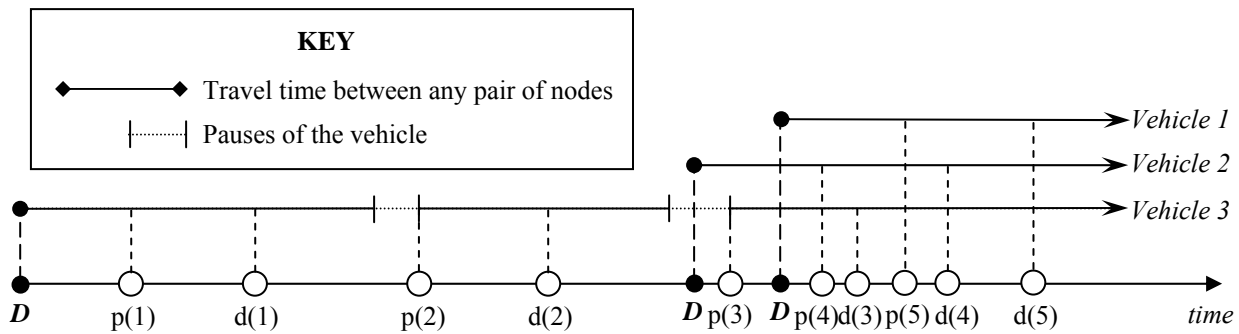 KEY
Travel time between any pair of nodes
Pauses of the vehicle
Vehicle 1
Vehicle 2
Vehicle 3
D p(1) d(1) p(2) d(2) D p(3) D p(4) d(3) p(5) d(4) d(5) time